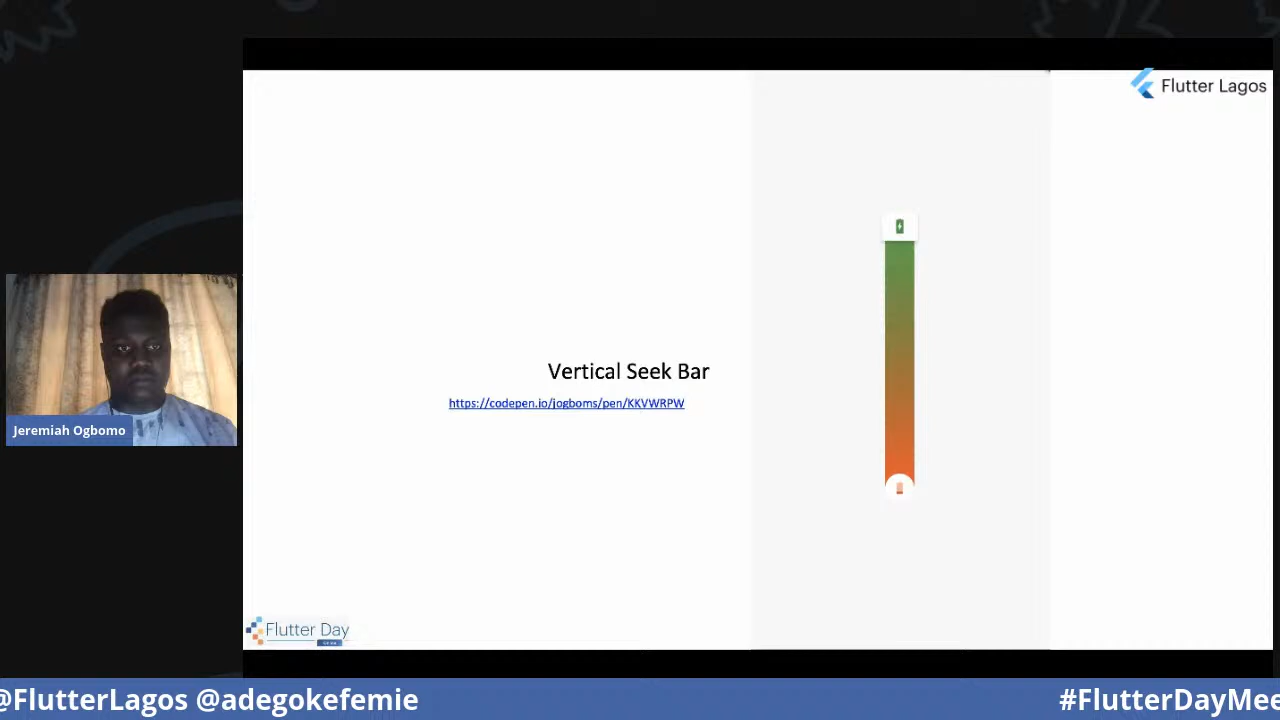 Flutter Lagos
Vertical Seek Bar
https://codepen.io/jogboms/pen/KKVWRPW
Jeremiah Ogbomo
Flutter Day
@FlutterLagos @adegokefemie
#FlutterDayMee